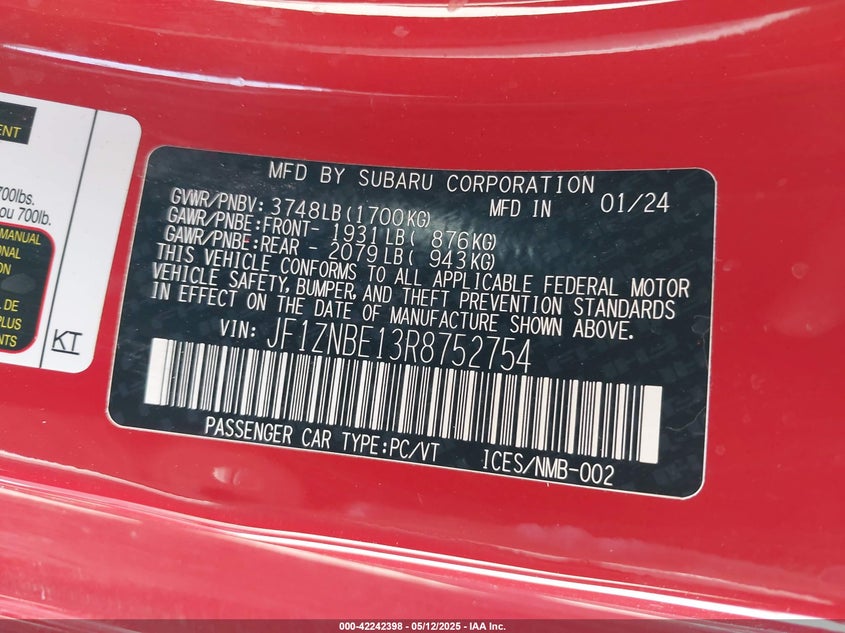 ENT
700lbs.
ou 700lb.
MANUAL
ONAL
ON
DE
PLUS
NTS
KT
MFD BY SUBARU CORPORATION
GVWR/PNBV: 3748LB(1700KG) MFD IN 01/24
GAWR/PNBE:FRONT- 1931LB( 876KG)
GAWR/PNBE:REAR - 2079LB( 943KG)
THIS VEHICLE CONFORMS TO ALL APPLICABLE FEDERAL MOTOR
VEHICLE SAFETY, BUMPER, AND THEFT PREVENTION STANDARDS
IN EFFECT ON THE DATE OF MANUFACTURE SHOWN ABOVE.
VIN: JF1ZNBE13R8752754
PASSENGER CAR TYPE:PC/VT ICES/NMB-002
000-42242398 - 05/12/2025 - IAA Inc.